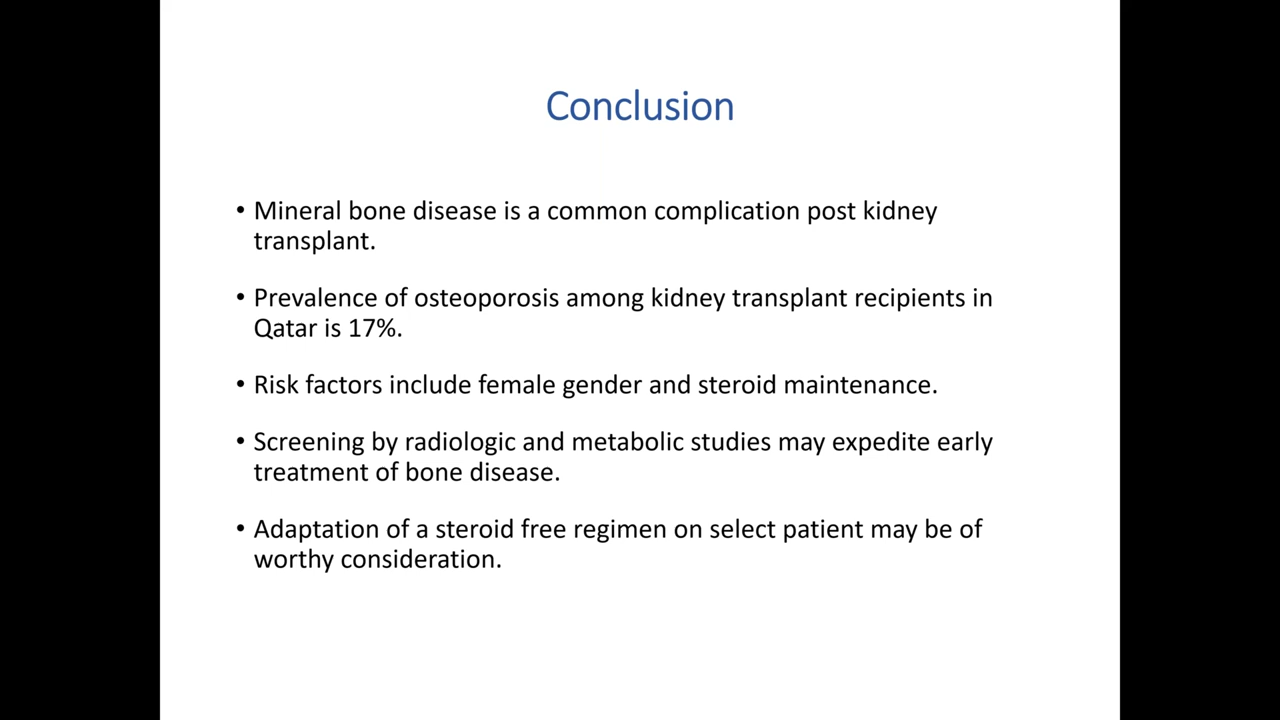 Conclusion
• Mineral bone disease is a common complication post kidney
transplant.
• Prevalence of osteoporosis among kidney transplant recipients in
Qatar is 17%.
• Risk factors include female gender and steroid maintenance.
• Screening by radiologic and metabolic studies may expedite early
treatment of bone disease.
• Adaptation of a steroid free regimen on select patient may be of
worthy consideration.